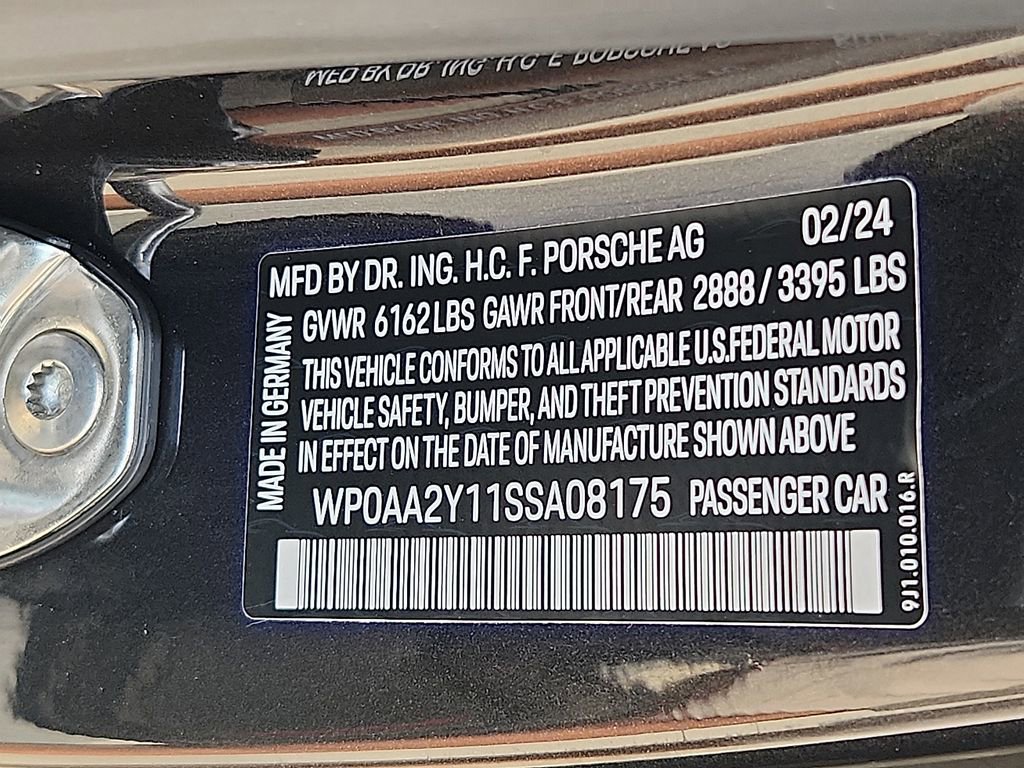 MFD BY DR. ING. H.C. F. PORSCHE AG 02/24
GVWR 6162 LBS GAWR FRONT/REAR 2888 / 3395 LBS
THIS VEHICLE CONFORMS TO ALL APPLICABLE U.S. FEDERAL MOTOR
VEHICLE SAFETY, BUMPER, AND THEFT PREVENTION STANDARDS
IN EFFECT ON THE DATE OF MANUFACTURE SHOWN ABOVE
WP0AA2Y11SSA08175 PASSENGER CAR
MADE IN GERMANY
9J1.010.016.R